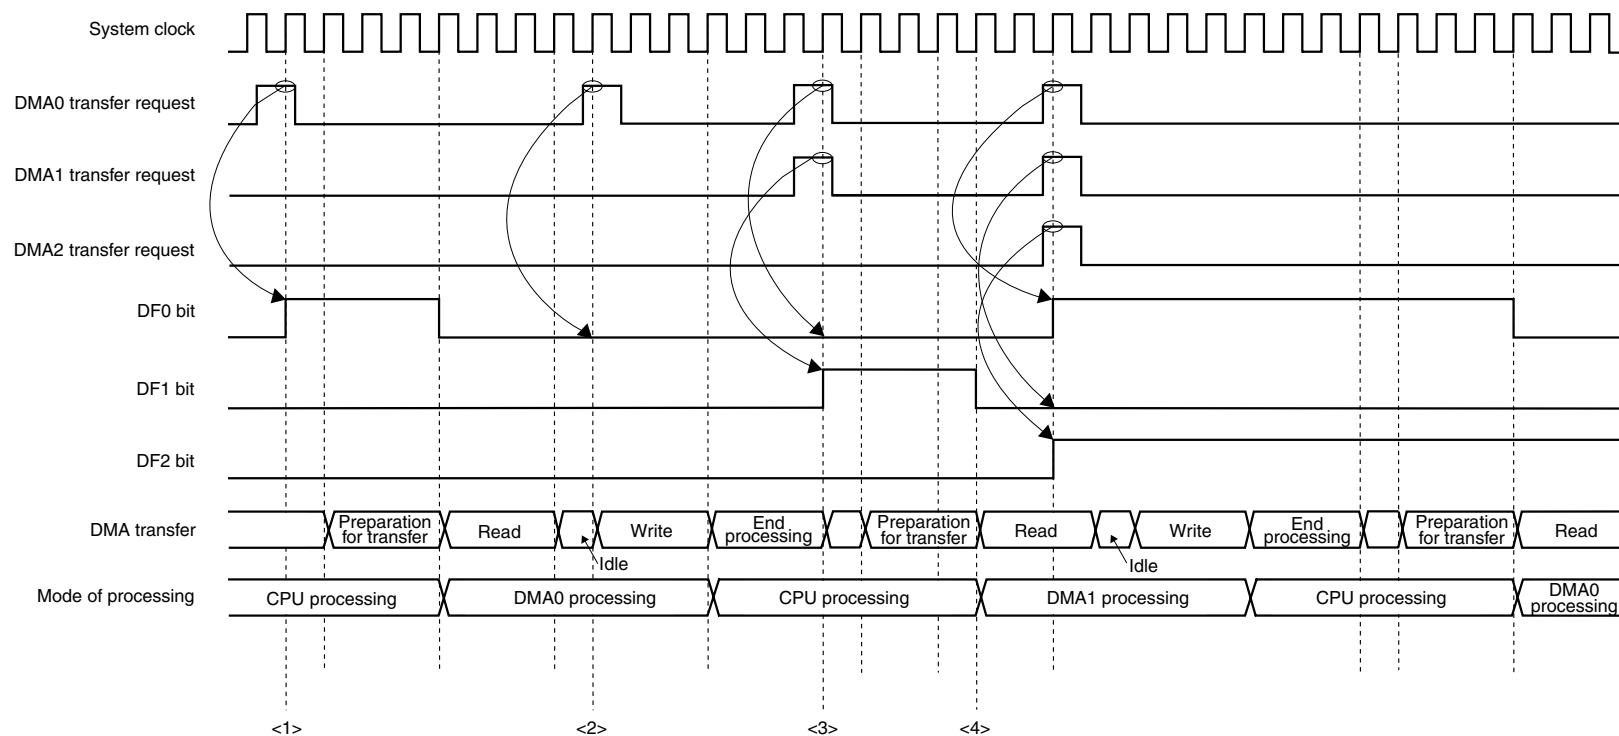 System clock
DMA0 transfer request
DMA1 transfer request
DMA2 transfer request
DF0 bit
DF1 bit
DF2 bit
DMA transfer
Preparation
for transfer
Read
Idle
Write
End
processing
Preparation
for transfer
Read
Idle
Write
End
processing
Preparation
for transfer
Read
Mode of processing
CPU processing
DMA0 processing
CPU processing
DMA1 processing
CPU processing
DMA0
processing
<1>
<2>
<3>
<4>